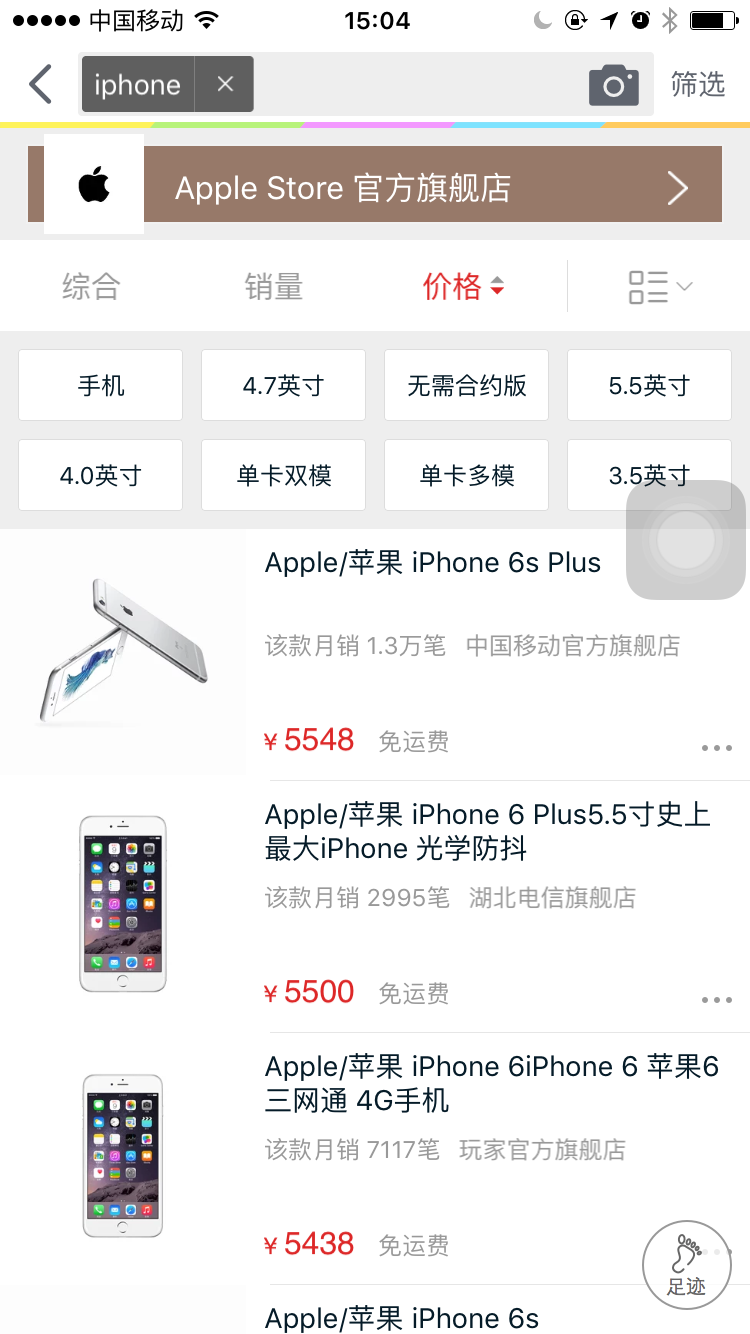 中国移动 15:04
iphone × 筛选
Apple Store 官方旗舰店
综合 销量 价格
手机 4.7英寸 无需合约版 5.5英寸
4.0英寸 单卡双模 单卡多模 3.5英寸
Apple/苹果 iPhone 6s Plus
该款月销 1.3万笔 中国移动官方旗舰店
¥ 5548 免运费
Apple/苹果 iPhone 6 Plus5.5寸史上
最大iPhone 光学防抖
该款月销 2995笔 湖北电信旗舰店
¥ 5500 免运费
Apple/苹果 iPhone 6iPhone 6 苹果6
三网通 4G手机
该款月销 7117笔 玩家官方旗舰店
¥ 5438 免运费
足迹
Apple/苹果 iPhone 6s